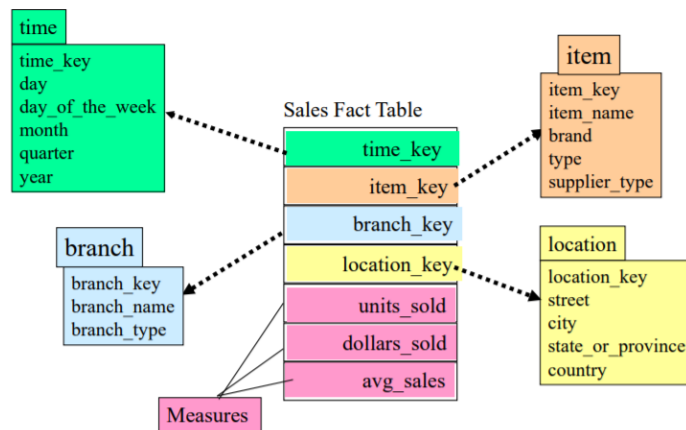 time
time_key
day
day_of_the_week
month
quarter
year
item
item_key
item_name
brand
type
supplier_type
Sales Fact Table
time_key
item_key
branch_key
location_key
units_sold
dollars_sold
avg_sales
branch
branch_key
branch_name
branch_type
location
location_key
street
city
state_or_province
country
Measures